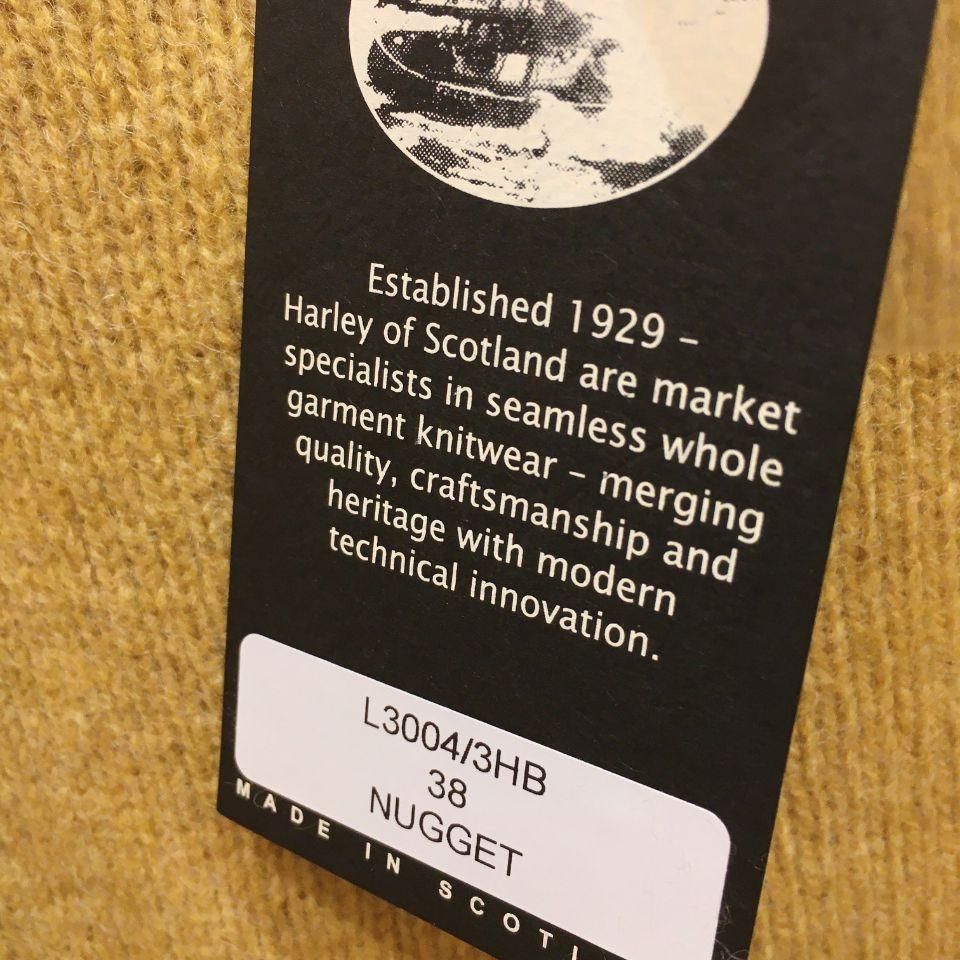 Established 1929 –
Harley of Scotland are market
specialists in seamless whole
garment knitwear – merging
quality, craftsmanship and
heritage with modern
technical innovation.
L3004/3HB
38
NUGGET
MADE IN SCOTL